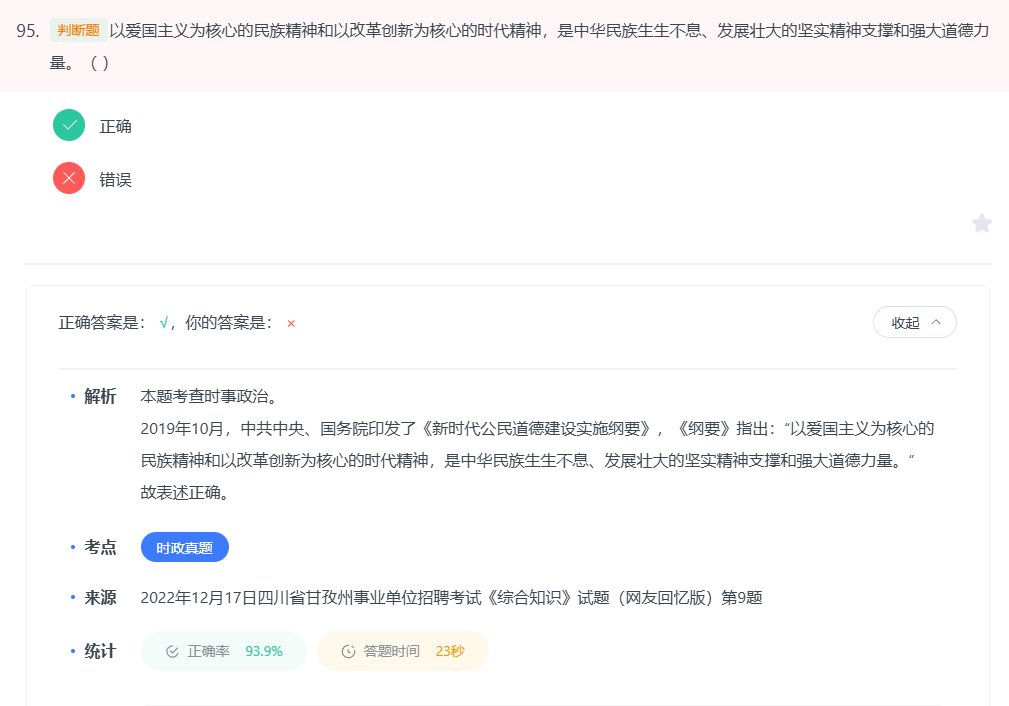 95. 判断题 以爱国主义为核心的民族精神和以改革创新为核心的时代精神，是中华民族生生不息、发展壮大的坚实精神支撑和强大道德力
量。（ ）
正确
错误
正确答案是： √，你的答案是： ×
收起
解析 本题考查时事政治。
2019年10月，中共中央、国务院印发了《新时代公民道德建设实施纲要》，《纲要》指出：“以爱国主义为核心的
民族精神和以改革创新为核心的时代精神，是中华民族生生不息、发展壮大的坚实精神支撑和强大道德力量。“
故表述正确。
考点 时政真题
来源 2022年12月17日四川省甘孜州事业单位招聘考试《综合知识》试题（网友回忆版）第9题
统计 正确率 93.9% 答题时间 23秒